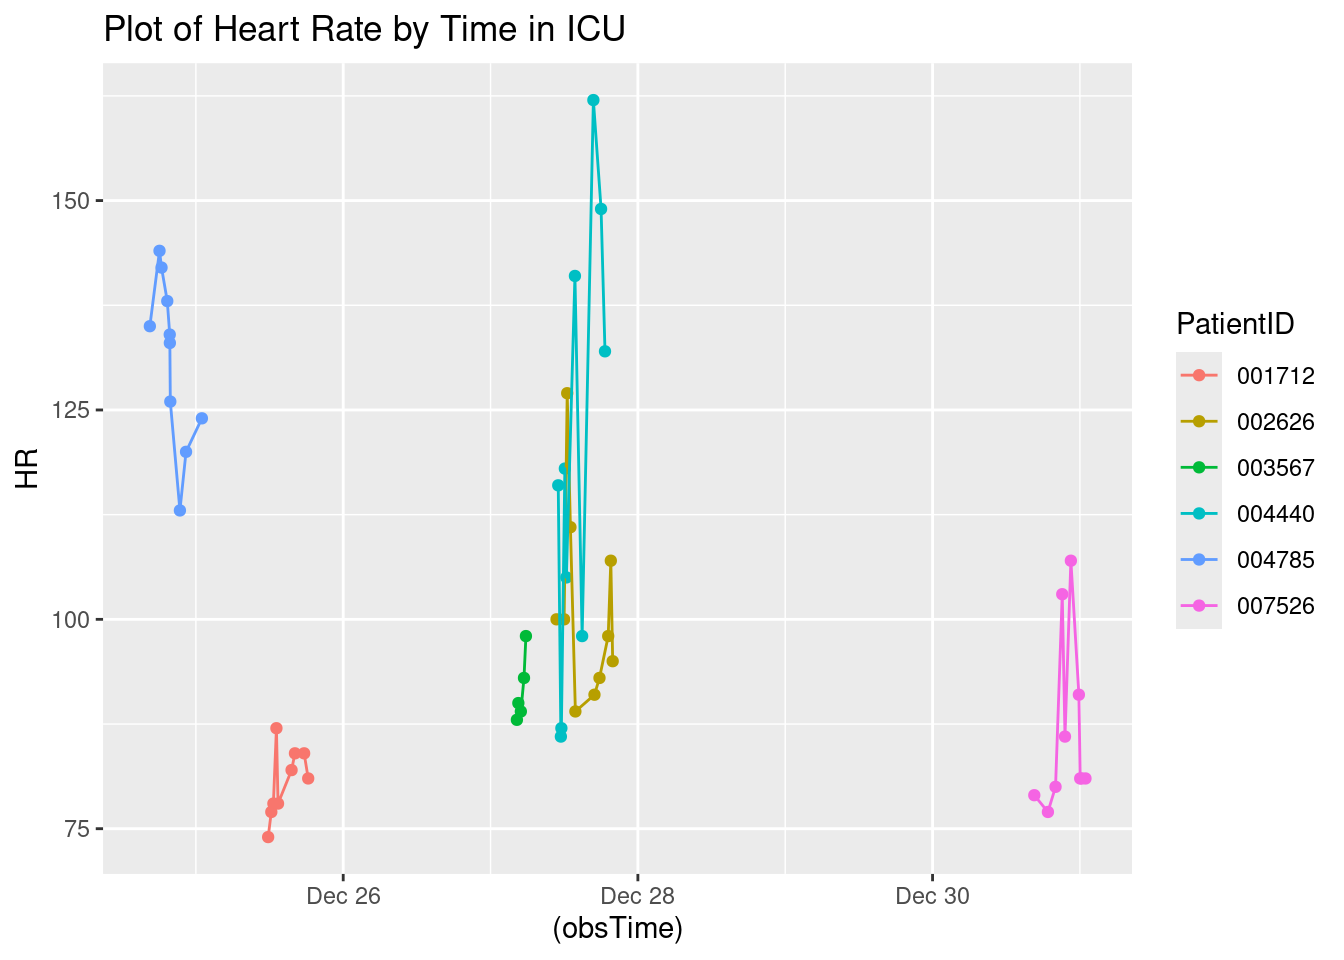 Plot of Heart Rate by Time in ICU
HR
150
125
100
75
Dec 26 Dec 28 Dec 30
(obsTime)
PatientID
001712
002626
003567
004440
004785
007526